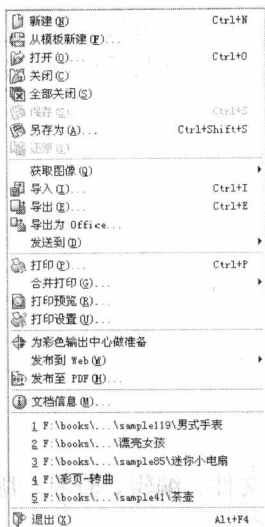 新建(N) Ctrl+N
从模板新建(F)...
打开(O)... Ctrl+O
关闭(C)
全部关闭(S)
保存(S)... Ctrl+S
另存为(A)... Ctrl+Shift+S
还原(T)
获取图像(Q)
导入(I)... Ctrl+I
导出(E)... Ctrl+E
导出为 Office...
发送到(D)
打印(P)... Ctrl+P
合并打印(G)...
打印预览(R)...
打印设置(U)...
为彩色输出中心做准备
发布到 Web(W)
发布至 PDF(H)...
文档信息(M)...
1 F:\books\...\sample119\男式手表
2 F:\books\...\漂亮女孩
3 F:\books\...\sample85\迷你小电扇
4 F:\彩页-转曲
5 F:\books\...\sample41\茶壶
退出(X) Alt+F4